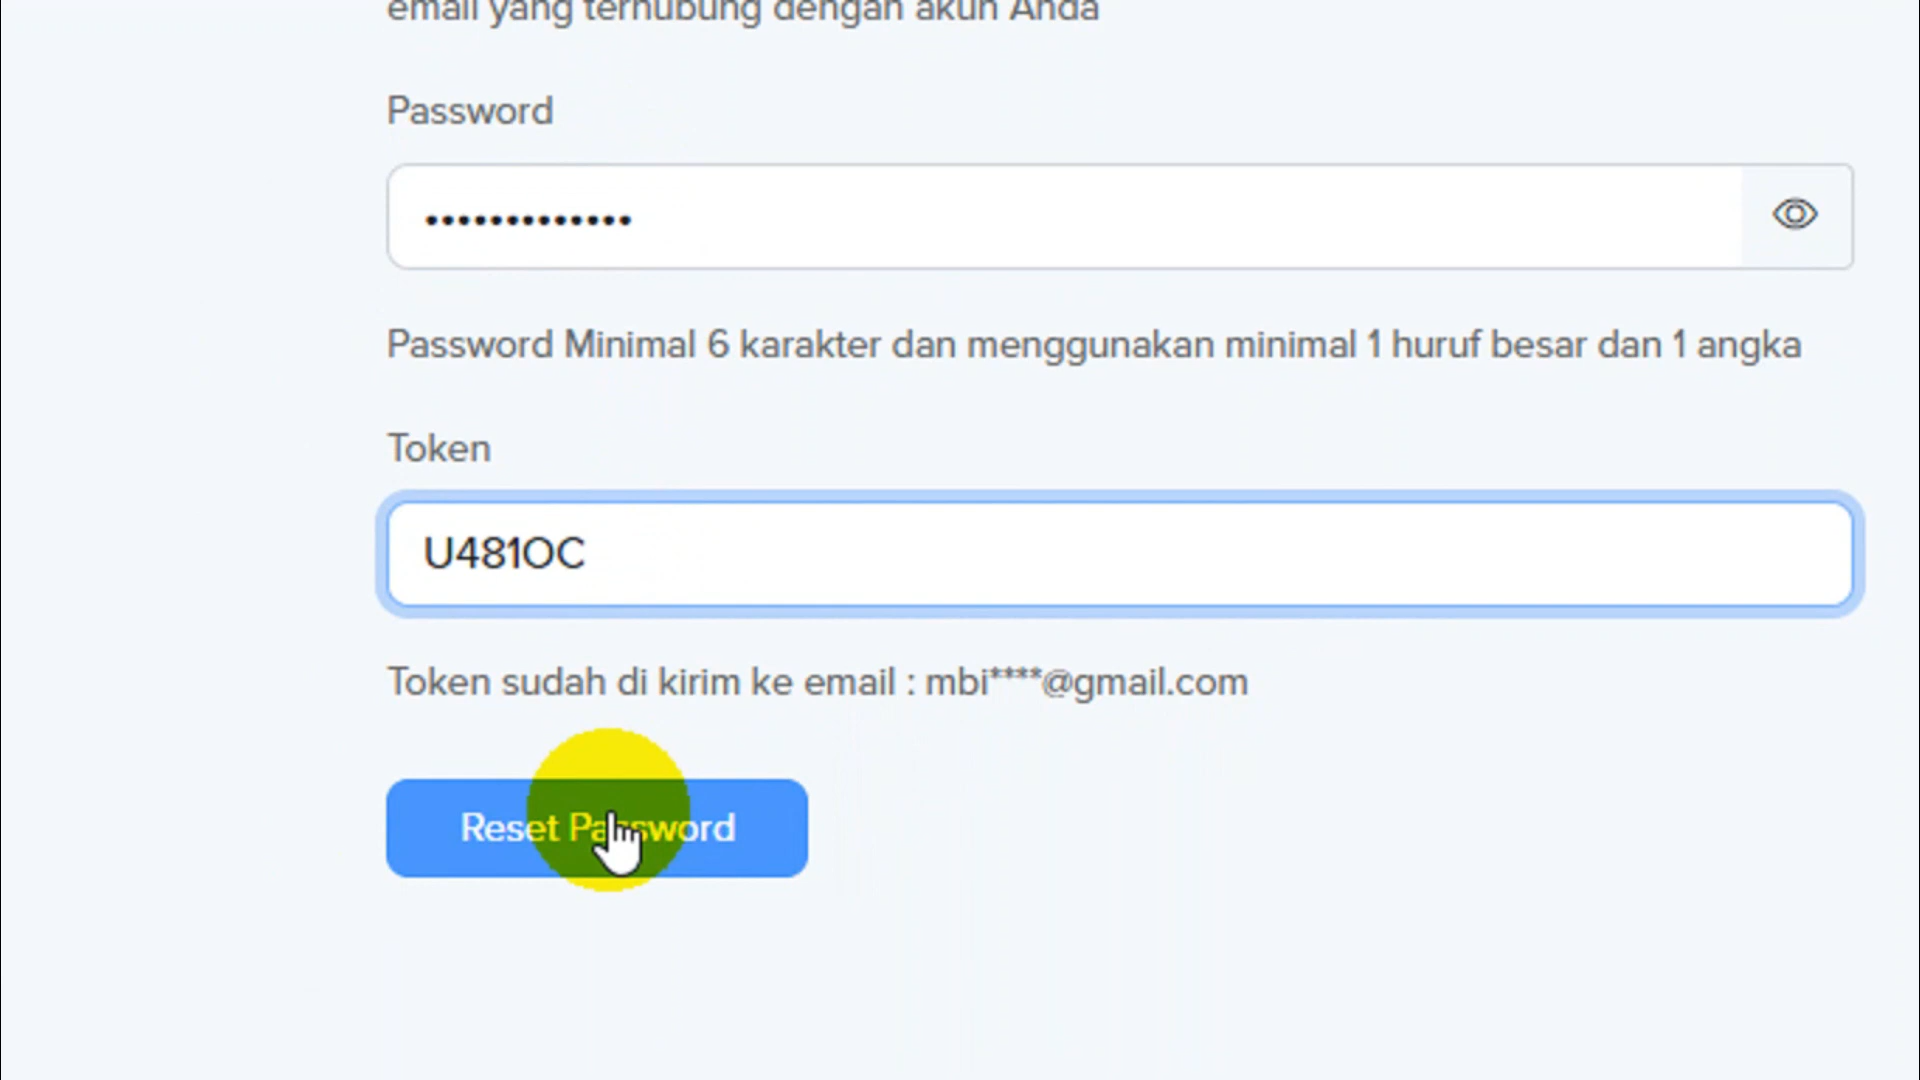 email yang terhubung dengan akun Anda
Password
•••••••••••••
Password Minimal 6 karakter dan menggunakan minimal 1 huruf besar dan 1 angka
Token
U481OC
Token sudah di kirim ke email : mbi****@gmail.com
Reset Password